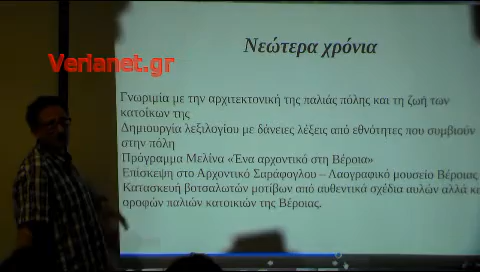 Νεώτερα χρόνια
Verianet.gr
Γνωριμία με την αρχιτεκτονική της παλιάς πόλης και τη ζωή των
κατοίκων της
Δημιουργία λεξιλογίου με δάνειες λέξεις από εθνότητες που συμβιούν
στην πόλη
Πρόγραμμα Μελίνα «Ένα αρχοντικό στη Βέροια»
Επίσκεψη στο Αρχοντικό Σαράφογλου – Λαογραφικό μουσείο Βέροιας
Κατασκευή βοτσαλωτών μοτίβων από αυθεντικά σχέδια αυλών αλλά κα
οροφών παλιών κατοικιών της Βέροιας.